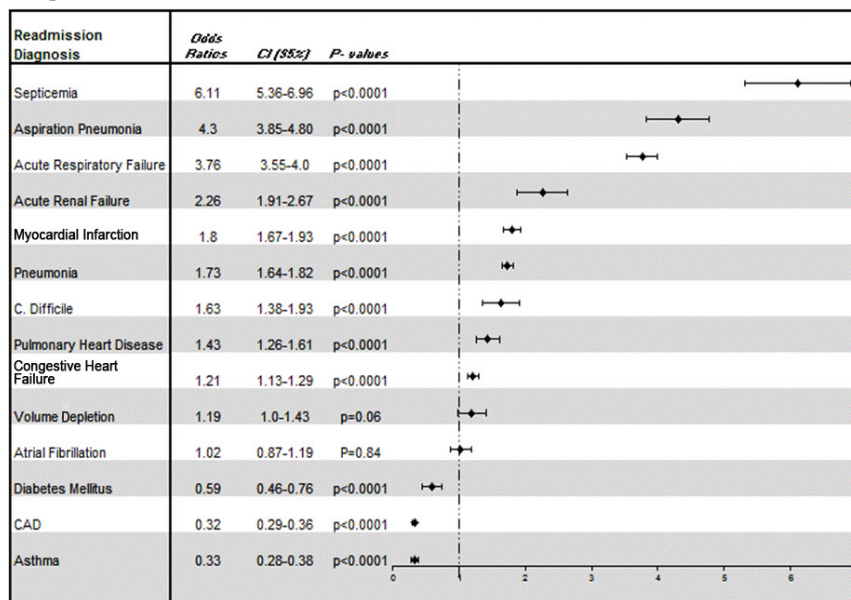 Readmission Diagnosis Odds Ratios CI (95%) P- values
Septicemia 6.11 5.36-6.96 p<0.0001
Aspiration Pneumonia 4.3 3.85-4.80 p<0.0001
Acute Respiratory Failure 3.76 3.55-4.0 p<0.0001
Acute Renal Failure 2.26 1.91-2.67 p<0.0001
Myocardial Infarction 1.8 1.67-1.93 p<0.0001
Pneumonia 1.73 1.64-1.82 p<0.0001
C. Difficile 1.63 1.38-1.93 p<0.0001
Pulmonary Heart Disease 1.43 1.26-1.61 p<0.0001
Congestive Heart Failure 1.21 1.13-1.29 p<0.0001
Volume Depletion 1.19 1.0-1.43 p=0.06
Atrial Fibrillation 1.02 0.87-1.19 P=0.84
Diabetes Mellitus 0.59 0.46-0.76 p<0.0001
CAD 0.32 0.29-0.36 p<0.0001
Asthma 0.33 0.28-0.38 p<0.0001
0 1 2 3 4 5 6